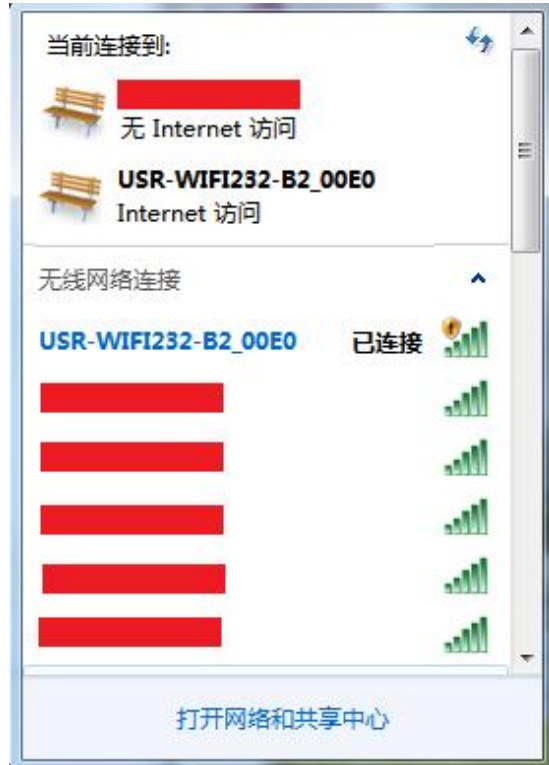 当前连接到:
无 Internet 访问
USR-WIFI232-B2_00E0
Internet 访问
无线网络连接
USR-WIFI232-B2_00E0 已连接
打开网络和共享中心